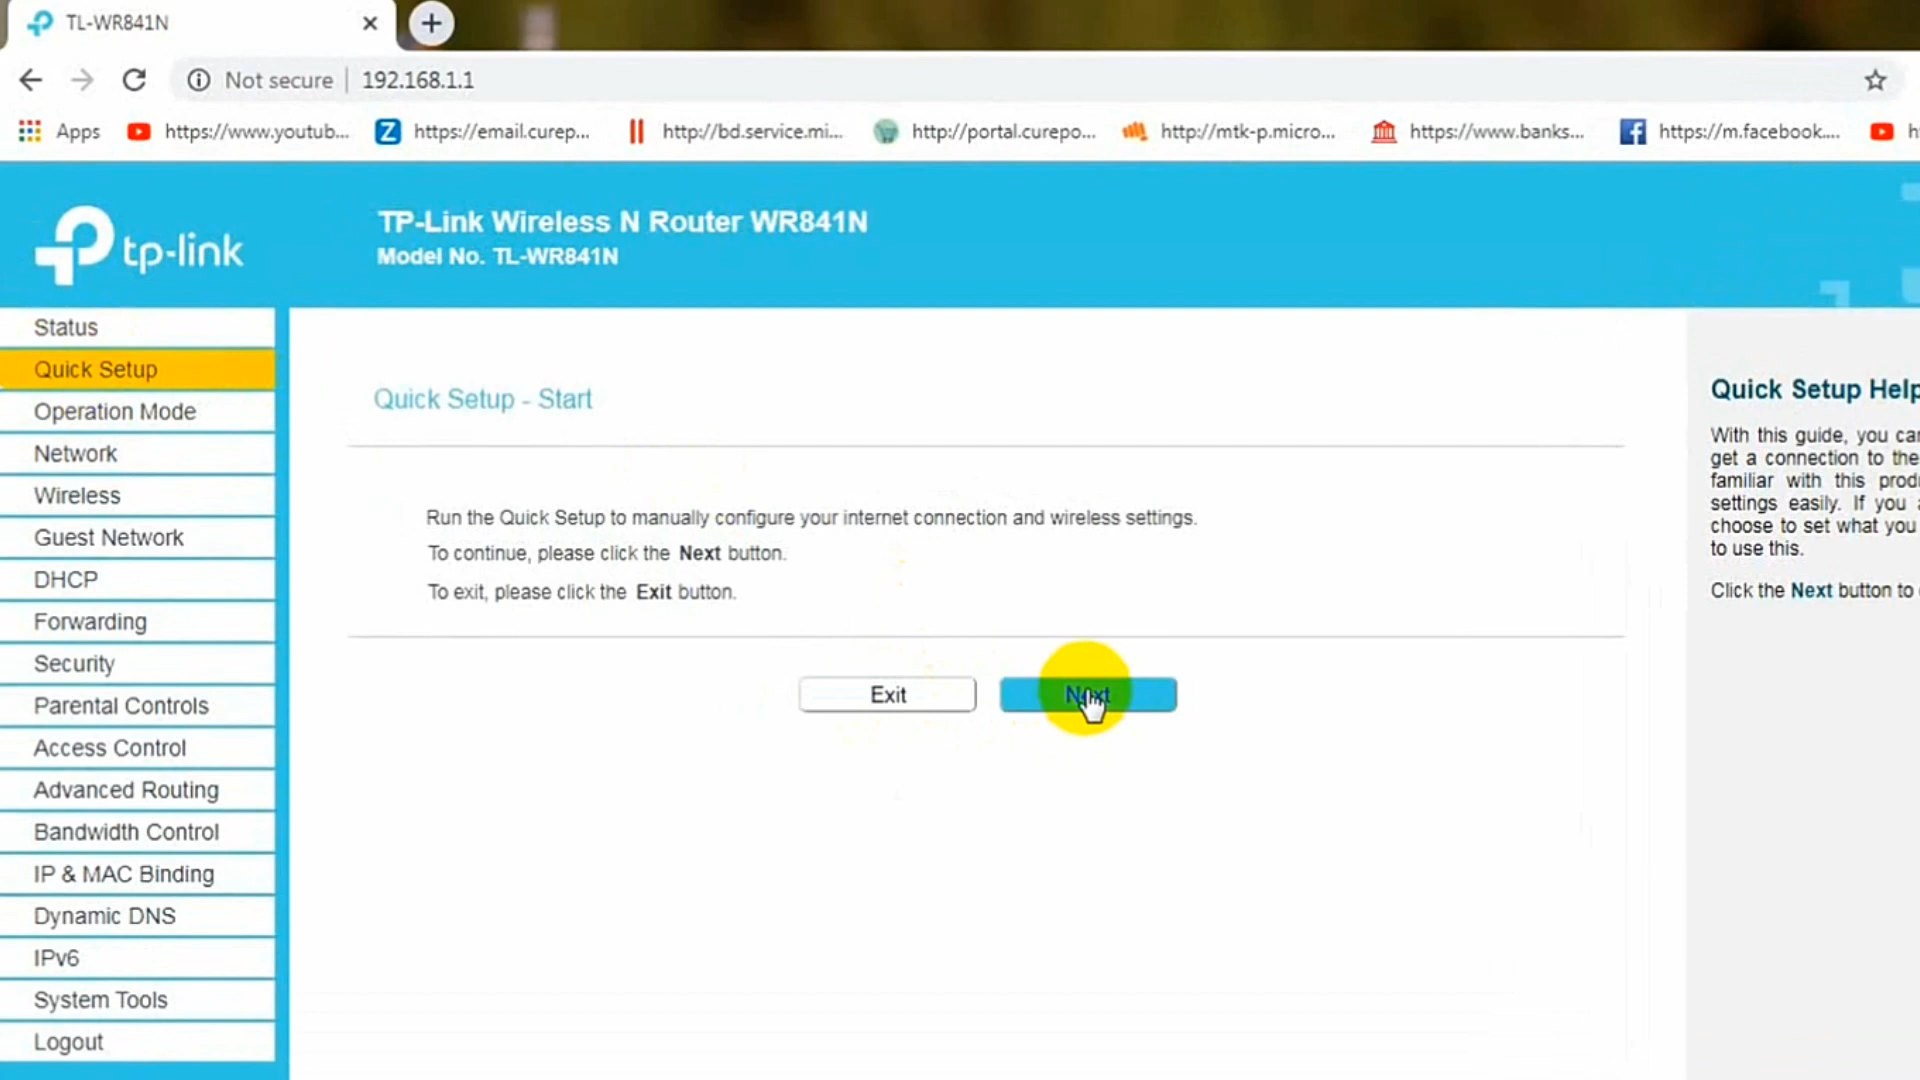 TL-WR841N
Not secure
192.168.1.1
Apps
https://www.youtub...
https://email.curep...
http://bd.service.mi...
http://portal.curepo...
http://mtk-p.micro...
https://www.banks...
https://m.facebook....
tp-link
TP-Link Wireless N Router WR841N
Model No. TL-WR841N
Status
Quick Setup
Operation Mode
Network
Wireless
Guest Network
DHCP
Forwarding
Security
Parental Controls
Access Control
Advanced Routing
Bandwidth Control
IP & MAC Binding
Dynamic DNS
IPv6
System Tools
Logout
Quick Setup - Start
Run the Quick Setup to manually configure your internet connection and wireless settings.
To continue, please click the Next button.
To exit, please click the Exit button.
Exit
Next
Quick Setup Help
With this guide, you can
get a connection to the
familiar with this
settings easily. If you
choose to set what you
to use this.
Click the Next button to